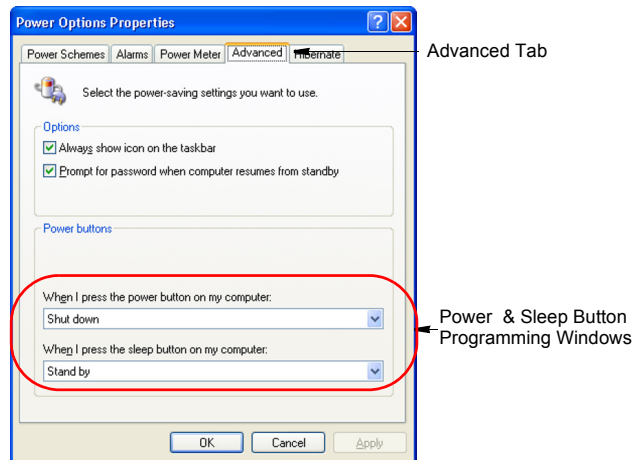 Power Options Properties
Power Schemes Alarms Power Meter Advanced Hibernate
Advanced Tab
Select the power-saving settings you want to use.
Options
Always show icon on the taskbar
Prompt for password when computer resumes from standby
Power buttons
When I press the power button on my computer:
Shut down
When I press the sleep button on my computer:
Stand by
Power & Sleep Button
Programming Windows
OK Cancel Apply